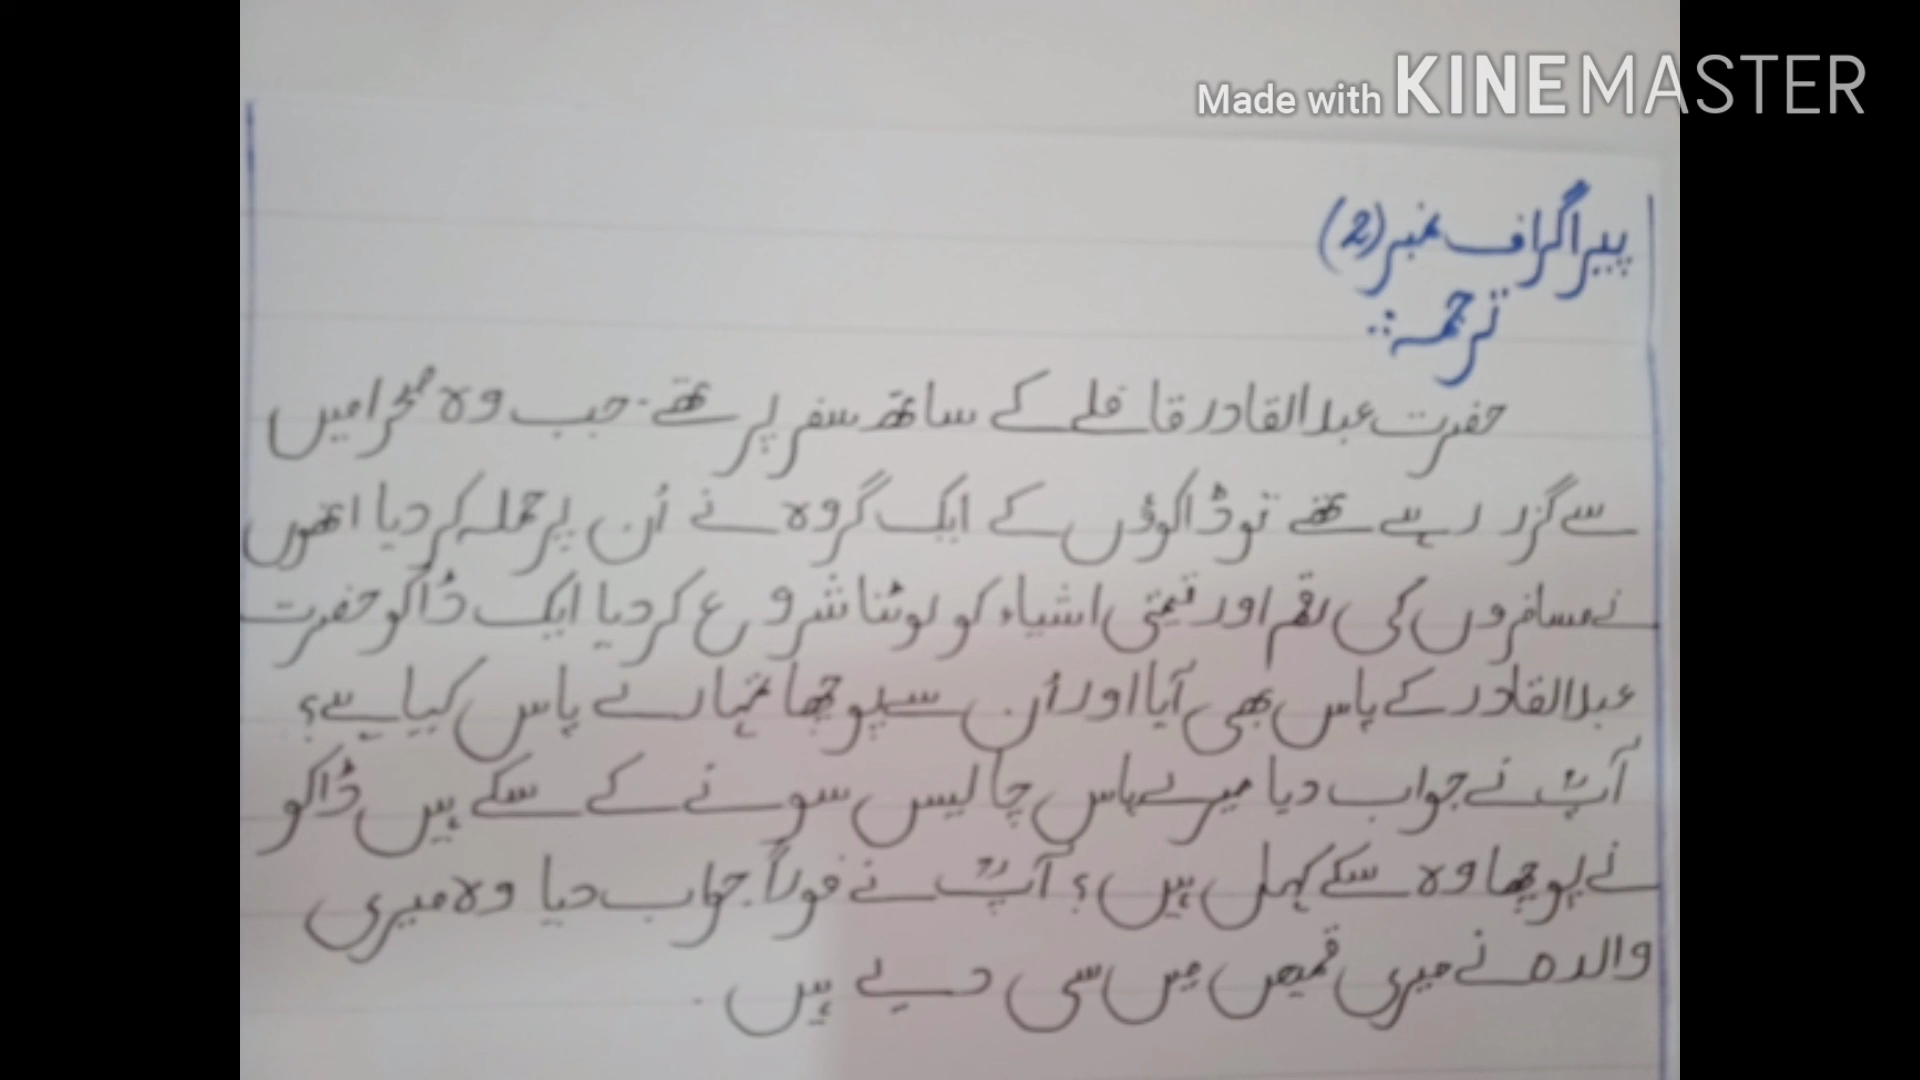 Made with KINEMASTER
پیراگراف نمبر (2)
ترجمہ:.
حضرت عبدالقادر قافلے کے ساتھ سفر پر تھے۔ جب وہ صحرا میں
سے گزر رہے تھے تو ڈاکوؤں کے ایک گروہ نے اُن پر حملہ کر دیا انھوں
نے مسافروں کی رقم اور قیمتی اشیاء کو لوٹنا شروع کر دیا ایک ڈاکو حضرت
عبدالقادر کے پاس بھی آیا اور اُن سے پوچھا تمہارے پاس کیا ہے؟
آپؒ نے جواب دیا میرے پاس چالیس سونے کے سکے ہیں ڈاکو
نے پوچھا وہ سکے کہاں ہیں؟ آپؒ نے فوراً جواب دیا وہ میری
والدہ نے میری قمیض میں سی دیے ہیں.